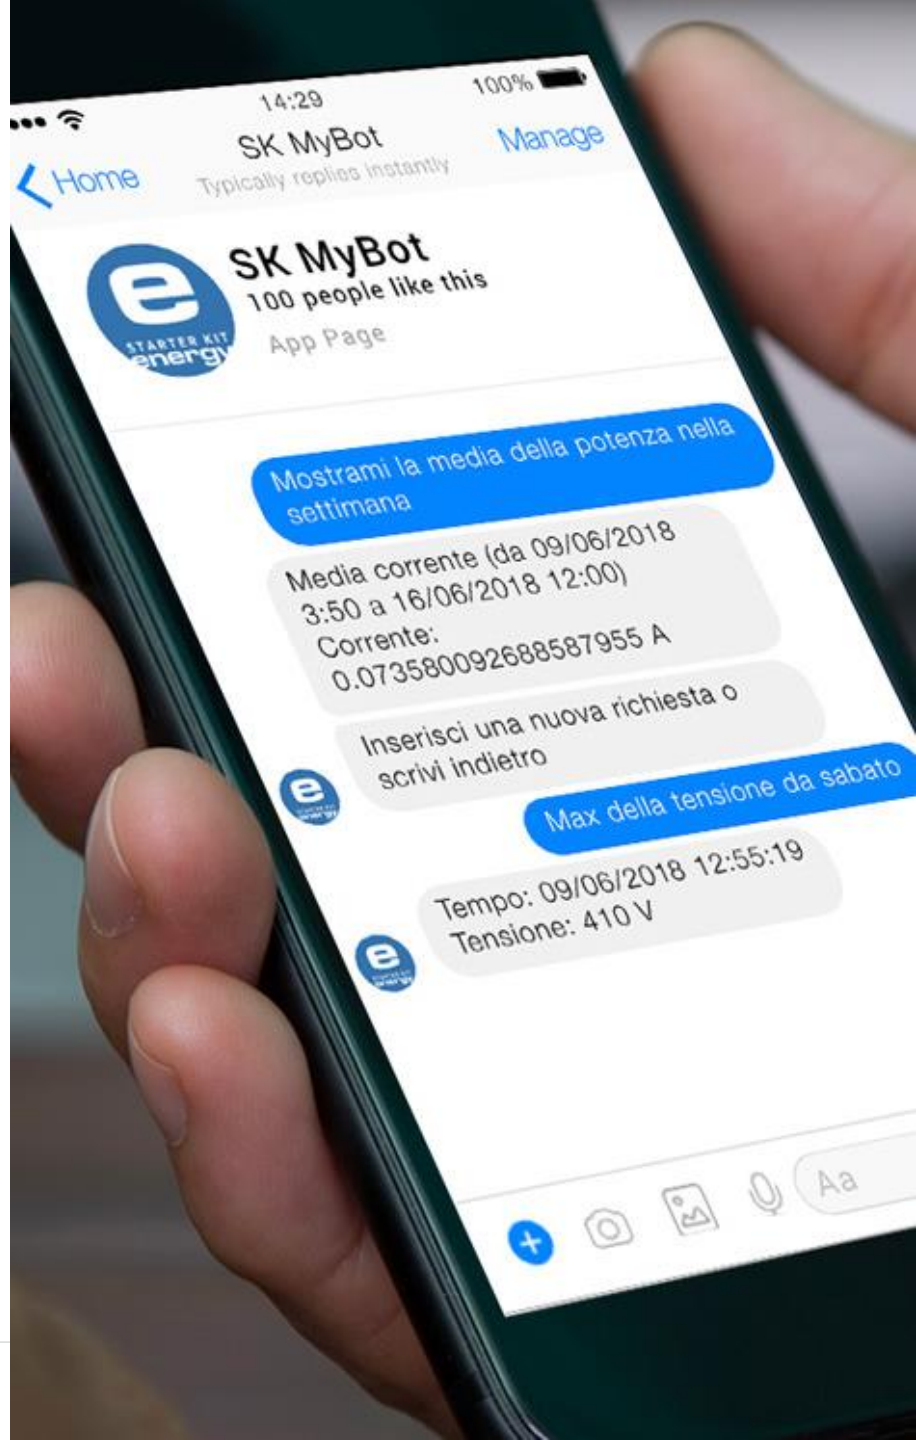 14:29
100%
Home
SK MyBot
Manage
Typically replies instantly
e
STARTER KIT
energy
SK MyBot
100 people like this
App Page
Mostrami la media della potenza nella
settimana
Media corrente (da 09/06/2018
3:50 a 16/06/2018 12:00)
Corrente:
0.073580092688587955 A
Inserisci una nuova richiesta o
scrivi indietro
e
energy
Max della tensione da sabato
Tempo: 09/06/2018 12:55:19
Tensione: 410 V
e
energy
Aa